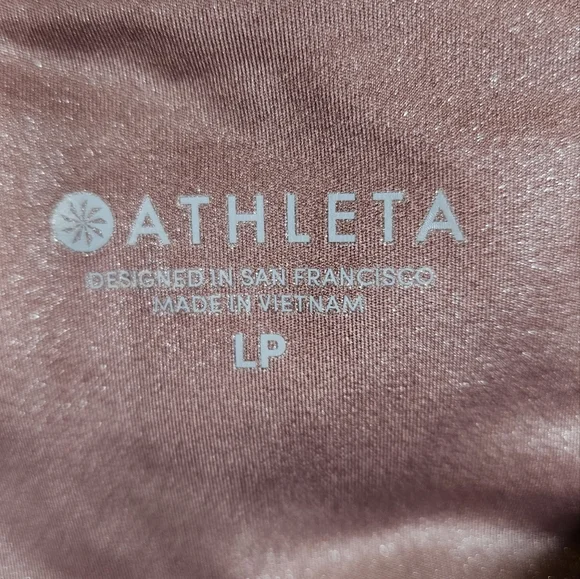 ATHLETA
DESIGNED IN SAN FRANCISCO
MADE IN VIETNAM
LP